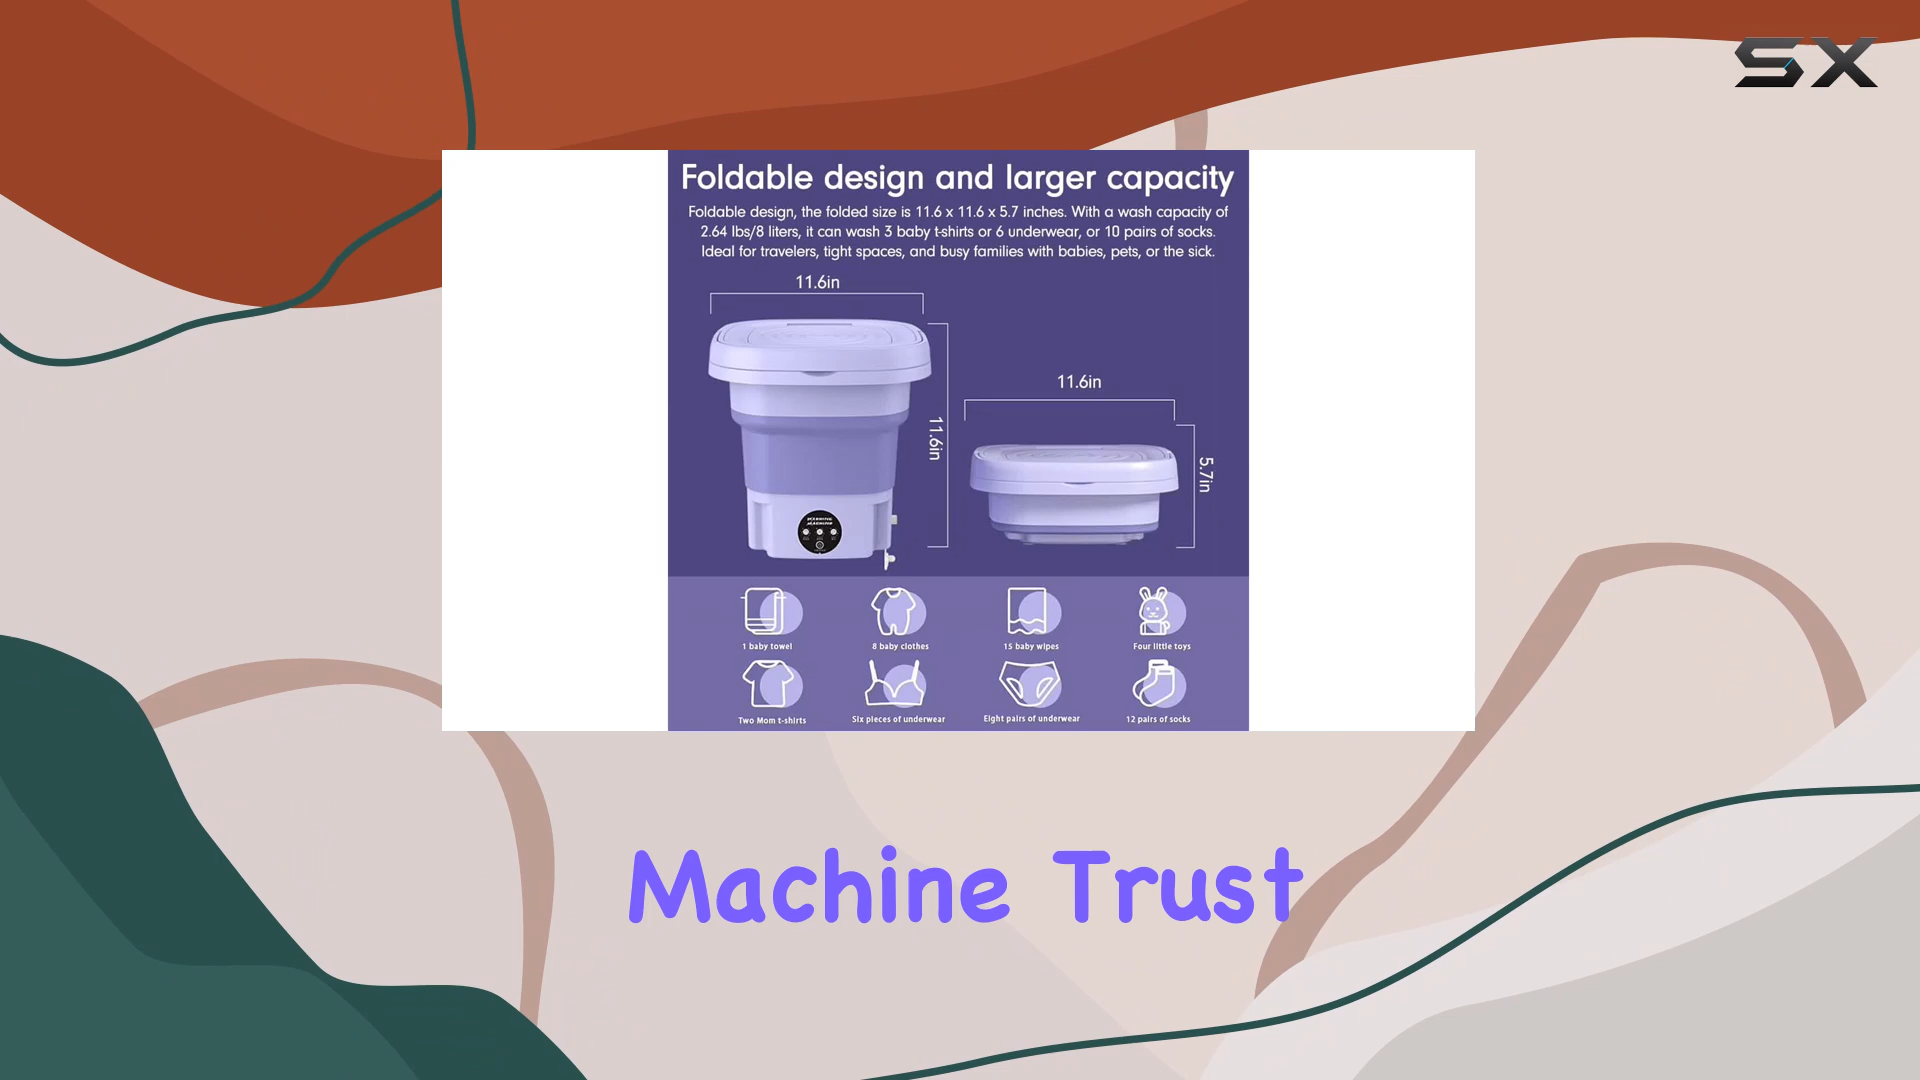 SX
Foldable design and larger capacity
Foldable design, the folded size is 11.6 x 11.6 x 5.7 inches. With a wash capacity of
2.64 lbs/8 liters, it can wash 3 baby t-shirts or 6 underwear, or 10 pairs of socks.
Ideal for travelers, tight spaces, and busy families with babies, pets, or the sick.
11.6in
11.6in
11.6in
5.7in
1 baby towel
8 baby clothes
15 baby wipes
Four little toys
Two Mom t-shirts
Six pieces of underwear
Eight pairs of underwear
12 pairs of socks
Machine Trust